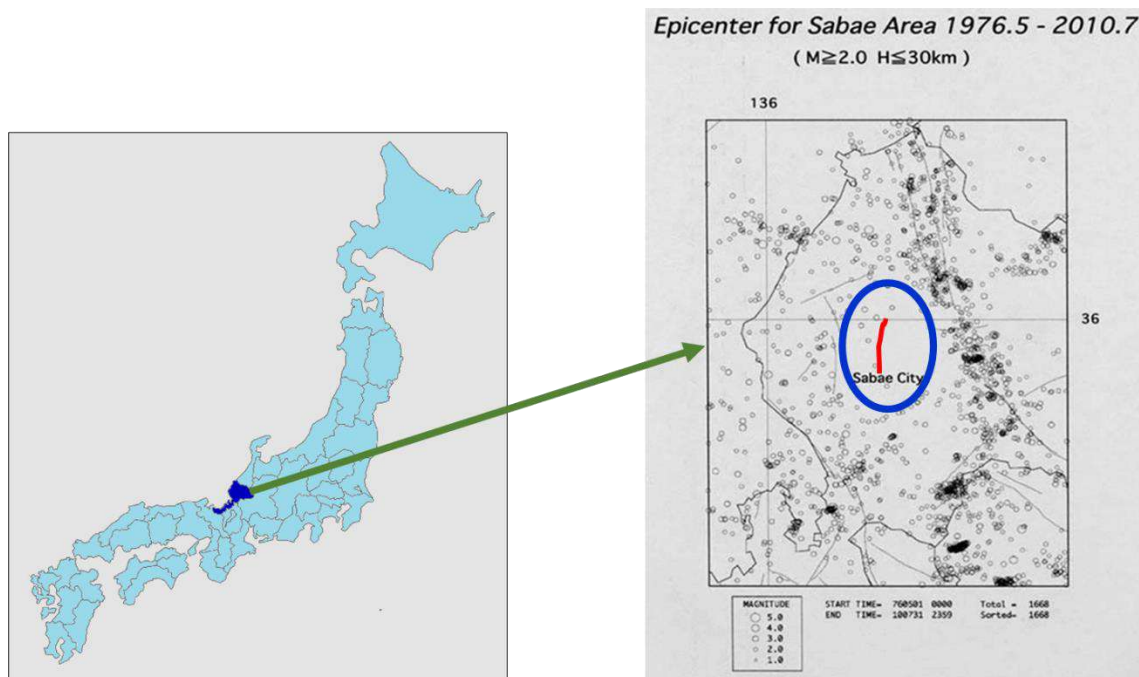 Epicenter for Sabae Area 1976.5 - 2010.7
( M≧2.0 H≦30km )
136
36
Sabae City
MAGNITUDE
5.0
4.0
3.0
2.0
1.0
START TIME= 760501 0000 Total = 1668
END TIME= 100731 2359 Sorted= 1668